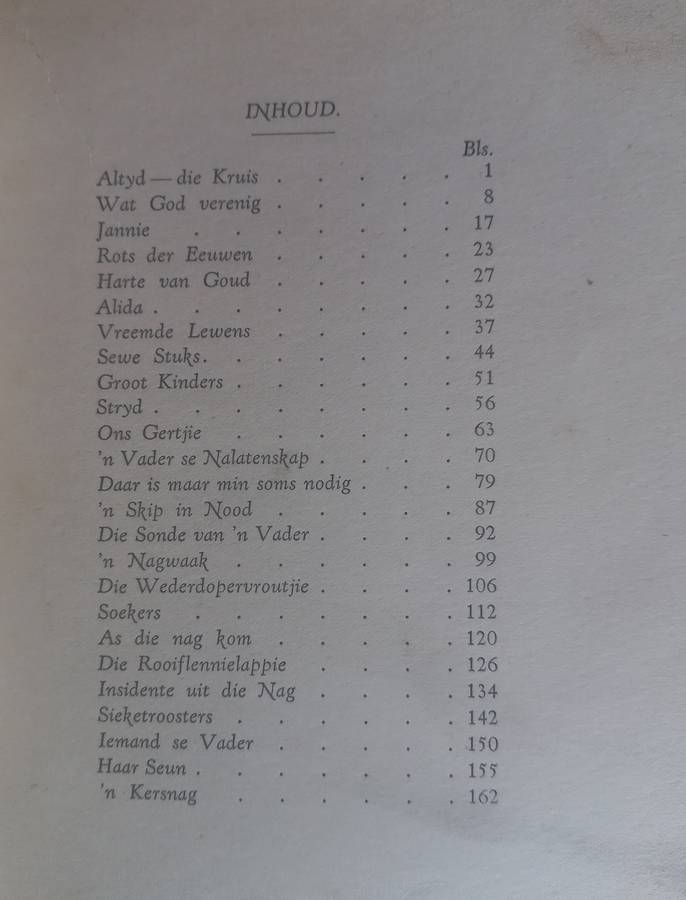 INHOUD.
Bls.
Altyd — die Kruis . . . . . 1
Wat God verenig . . . . . 8
Jannie . . . . . . . 17
Rots der Eeuwen . . . . . 23
Harte van Goud . . . . . 27
Alida . . . . . . . . 32
Vreemde Lewens . . . . . 37
Sewe Stuks. . . . . . . 44
Groot Kinders . . . . . . 51
Stryd . . . . . . . . 56
Ons Gertjie . . . . . . 63
'n Vader se Nalatenskap . . . . 70
Daar is maar min soms nodig . . . 79
'n Skip in Nood . . . . . 87
Die Sonde van 'n Vader . . . . 92
'n Nagwaak . . . . . . 99
Die Wederdopervroutjie . . . . 106
Soekers . . . . . . . 112
As die nag kom . . . . . 120
Die Rooiflennielappie . . . . 126
Insidente uit die Nag . . . . 134
Sieketroosters . . . . . . 142
Iemand se Vader . . . . . 150
Haar Seun . . . . . . . 155
'n Kersnag . . . . . . 162